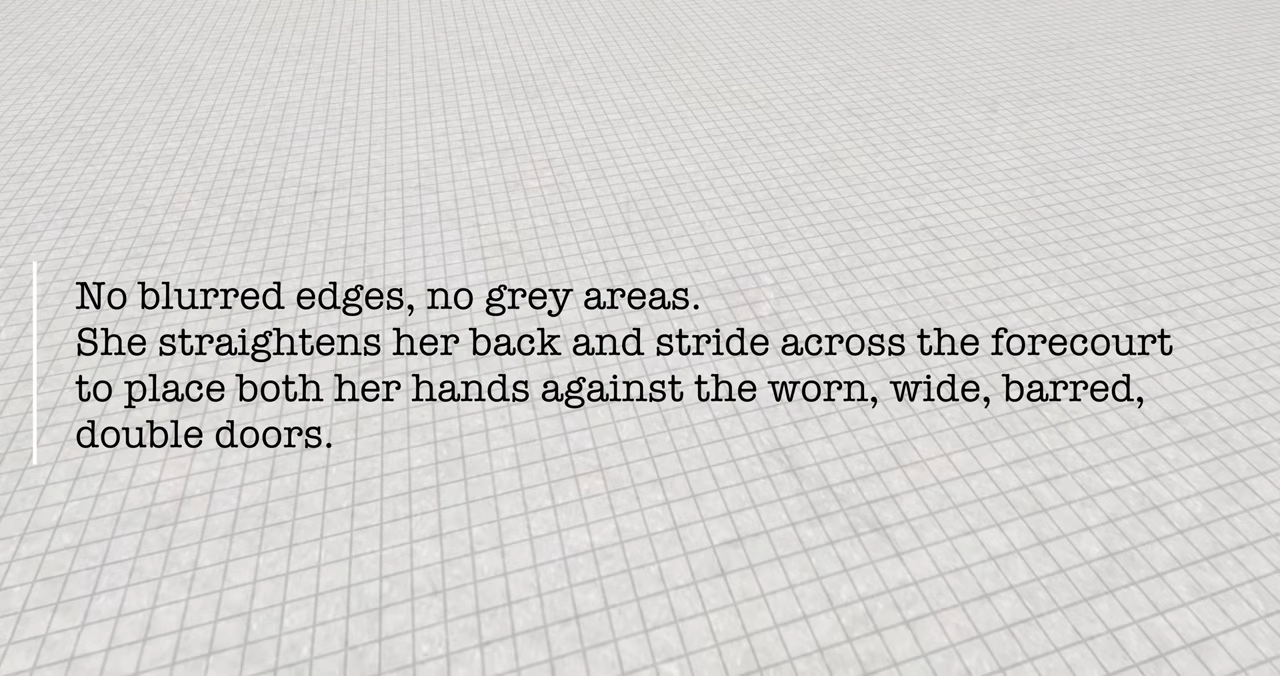 No blurred edges, no grey areas.
She straightens her back and stride across the forecourt
to place both her hands against the worn, wide, barred,
double doors.